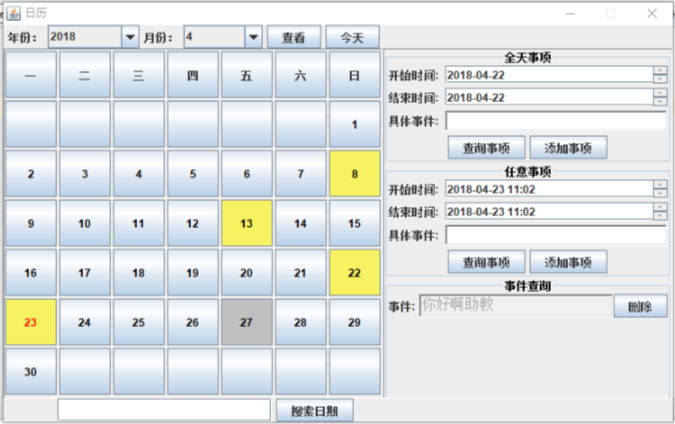 日历
年份： 2018 月份： 4 查看 今天
一 二 三 四 五 六 日
1
2 3 4 5 6 7 8
9 10 11 12 13 14 15
16 17 18 19 20 21 22
23 24 25 26 27 28 29
30
搜索日期
全天事项
开始时间: 2018-04-22
结束时间: 2018-04-22
具体事件:
查询事项 添加事项
任意事项
开始时间: 2018-04-23 11:02
结束时间: 2018-04-23 11:02
具体事件:
查询事项 添加事项
事件查询
事件: 你好啊助教 删除